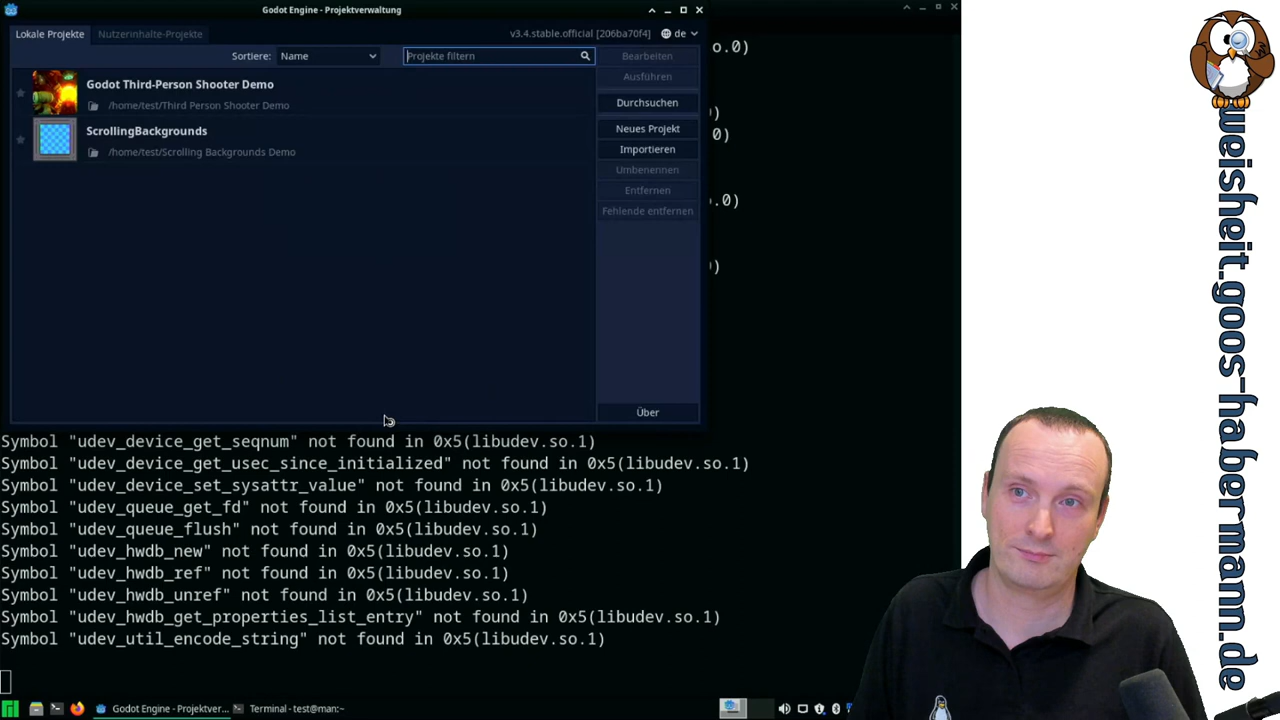 Godot Engine - Projektverwaltung
Lokale Projekte
Nutzerinhalte-Projekte
v3.4.stable.official [206ba70f4]
de
Sortiere:
Name
Projekte filtern
Bearbeiten
Ausführen
Godot Third-Person Shooter Demo
/home/test/Third Person Shooter Demo
Durchsuchen
ScrollingBackgrounds
/home/test/Scrolling Backgrounds Demo
Neues Projekt
Importieren
Umbenennen
Entfernen
Fehlende entfernen
Über
o.0)
)
0)
.0)
)
Symbol "udev_device_get_seqnum" not found in 0x5(libudev.so.1)
Symbol "udev_device_get_usec_since_initialized" not found in 0x5(libudev.so.1)
Symbol "udev_device_set_sysattr_value" not found in 0x5(libudev.so.1)
Symbol "udev_queue_get_fd" not found in 0x5(libudev.so.1)
Symbol "udev_queue_flush" not found in 0x5(libudev.so.1)
Symbol "udev_hwdb_new" not found in 0x5(libudev.so.1)
Symbol "udev_hwdb_ref" not found in 0x5(libudev.so.1)
Symbol "udev_hwdb_unref" not found in 0x5(libudev.so.1)
Symbol "udev_hwdb_get_properties_list_entry" not found in 0x5(libudev.so.1)
Symbol "udev_util_encode_string" not found in 0x5(libudev.so.1)
Godot Engine - Projektver...
Terminal - test@man:~
weisheit.goos-habermann.de